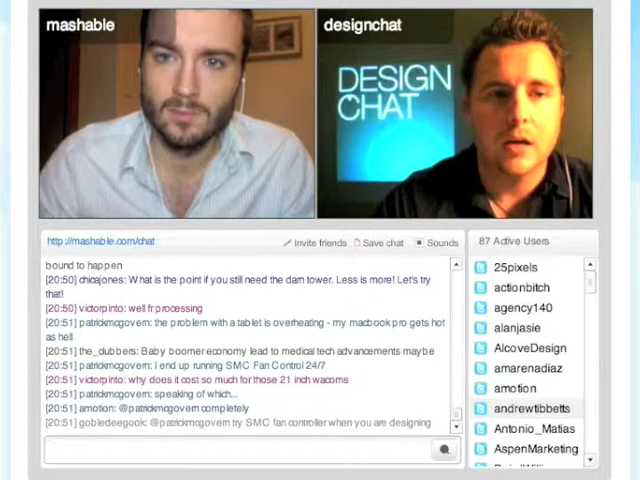 mashable
designchat
DESIGN
CHAT
http://mashable.com/chat
Invite friends
Save chat
Sounds
87 Active Users
bound to happen
[20:50] chicajones: What is the point if you still need the darn tower. Less is more! Let's try
that!
[20:50] victorpinto: well fr processing
[20:51] patrickmcgovern: the problem with a tablet is overheating - my macbook pro gets hot
as hell
[20:51] the_dubbers: Baby boomer economy lead to medical tech advancements maybe
[20:51] patrickmcgovern: I end up running SMC Fan Control 24/7
[20:51] victorpinto: why does it cost so much for those 21 inch wacoms
[20:51] patrickmcgovern: speaking of which...
[20:51] amotion: @patrickmcgovern completely
[20:51] gobledeegook: @patrickmcgovern try SMC fan controller when you are designing
25pixels
actionbitch
agency140
alanjasie
AlcoveDesign
amarenadiaz
amotion
andrewtibbetts
Antonio_Matias
AspenMarketing